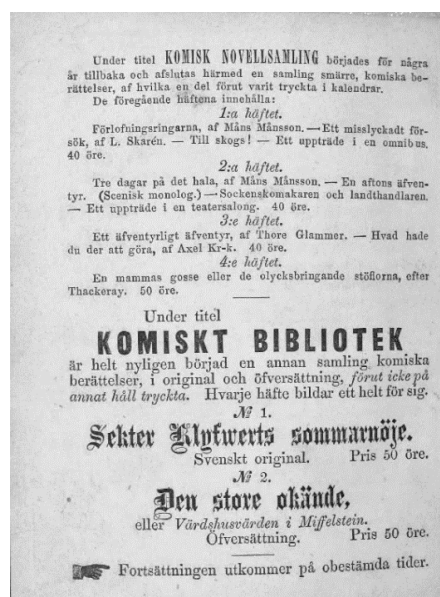 Under titel KOMISK NOVELLSAMLING börjades för några
år tillbaka och afslutas härmed en samling smärre, komiska be-
rättelser, af hvilka en del förut varit tryckta i kalendrar.
De föregående häftena innehålla:
1:a häftet.
Förlofningsringarna, af Måns Månsson. — Ett misslyckadt för-
sök, af L. Skarén. — Till skogs! — Ett uppträde i en omnibus.
40 öre.
2:a häftet.
Tre dagar på det hala, af Måns Månsson. — En aftons äfven-
tyr. (Scenisk monolog.) — Sockenskomakaren och landthandlaren.
— Ett uppträde i en teatersalong. 40 öre.
3:e häftet.
Ett äfventyrligt äfventyr, af Thore Glammer. — Hvad hade
du der att göra, af Axel Kr-k. 40 öre.
4:e häftet.
En mammas gosse eller de olycksbringande stöflorna, efter
Thackeray. 50 öre.
Under titel
KOMISKT BIBLIOTEK
är helt nyligen börjad en annan samling komiska
berättelser, i original och öfversättning, förut icke på
annat håll tryckta. Hvarje häfte bildar ett helt för sig.
№ 1.
Sekter Klyfwerts sommarnöje.
Svenskt original. Pris 50 öre.
№ 2.
Den store okände,
eller Värdshusvärden i Miffelstein.
Öfversättning. Pris 50 öre.
Fortsättningen utkommer på obestämda tider.